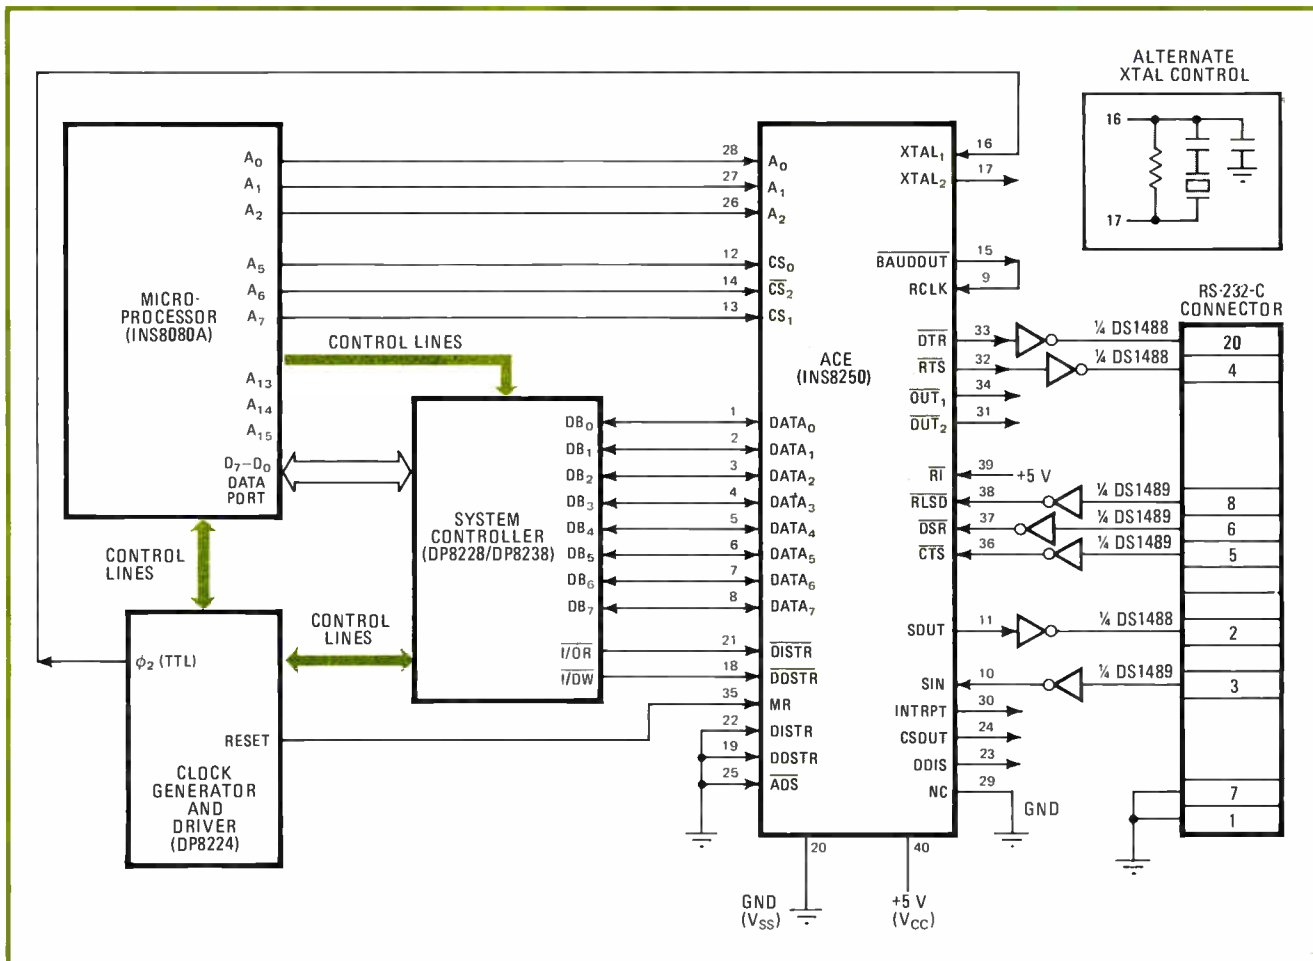 ALTERNATE
XTAL CONTROL
16
17
MICRO-
PROCESSOR
(INS8080A)
A₀
A₁
A₂
A₅
A₆
A₇
A₁₃
A₁₄
A₁₅
D₇–D₀
DATA
PORT
CONTROL LINES
CONTROL
LINES
CONTROL
LINES
SYSTEM
CONTROLLER
(DP8228/DP8238)
DB₀
DB₁
DB₂
DB₃
DB₄
DB₅
DB₆
DB₇
I/OR
I/OW
φ₂ (TTL)
RESET
CLOCK
GENERATOR
AND
DRIVER
(DP8224)
28 A₀
27 A₁
26 A₂
12 CS₀
14 CS₂
13 CS₁
ACE
(INS8250)
1 DATA₀
2 DATA₁
3 DATA₂
4 DATA₃
5 DATA₄
6 DATA₅
7 DATA₆
8 DATA₇
21 DISTR
18 DOSTR
35 MR
22 DISTR
19 DOSTR
25 ADS
XTAL₁ 16
XTAL₂ 17
BAUDOUT 15
RCLK 9
DTR 33
RTS 32
OUT₁ 34
OUT₂ 31
RI 39 +5 V
RLSD 38
DSR 37
CTS 36
SOUT 11
SIN 10
INTRPT 30
CSOUT 24
DDIS 23
NC 29
GND
20
40
GND
(VSS)
+5 V
(VCC)
RS-232-C
CONNECTOR
¼ DS1488 20
¼ DS1488 4
¼ DS1489 8
¼ DS1489 6
¼ DS1489 5
¼ DS1488 2
¼ DS1489 3
7
1